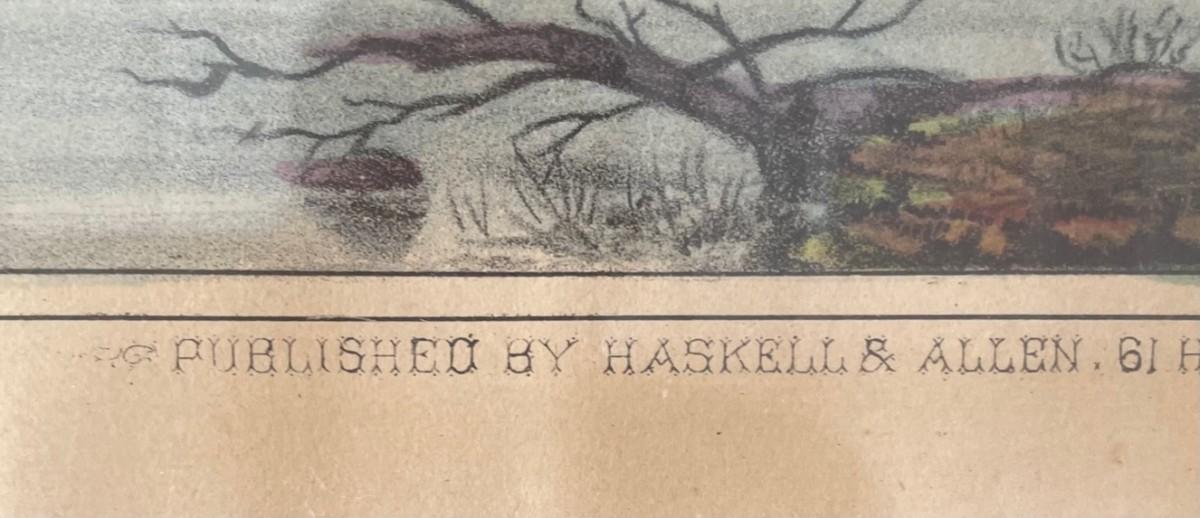 PUBLISHED BY HASKELL & ALLEN. 61 H